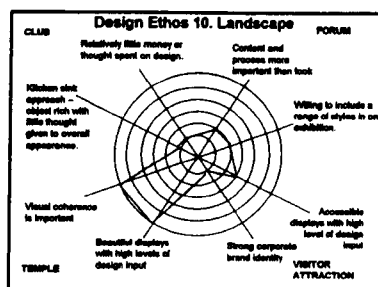 Design Ethos 10. Landscape
CLUB
FORUM
Relatively little money or
thought spent on design.
Content and
process more
important than look
Kitchen sink
approach –
object rich with
little thought
given to overall
appearance.
Willing to include a
range of styles in one
exhibition.
Visual coherence
is important
Beautiful displays
with high levels of
design input
Strong corporate
brand identity
Accessible
displays with high
level of design
input
TEMPLE
VISITOR
ATTRACTION